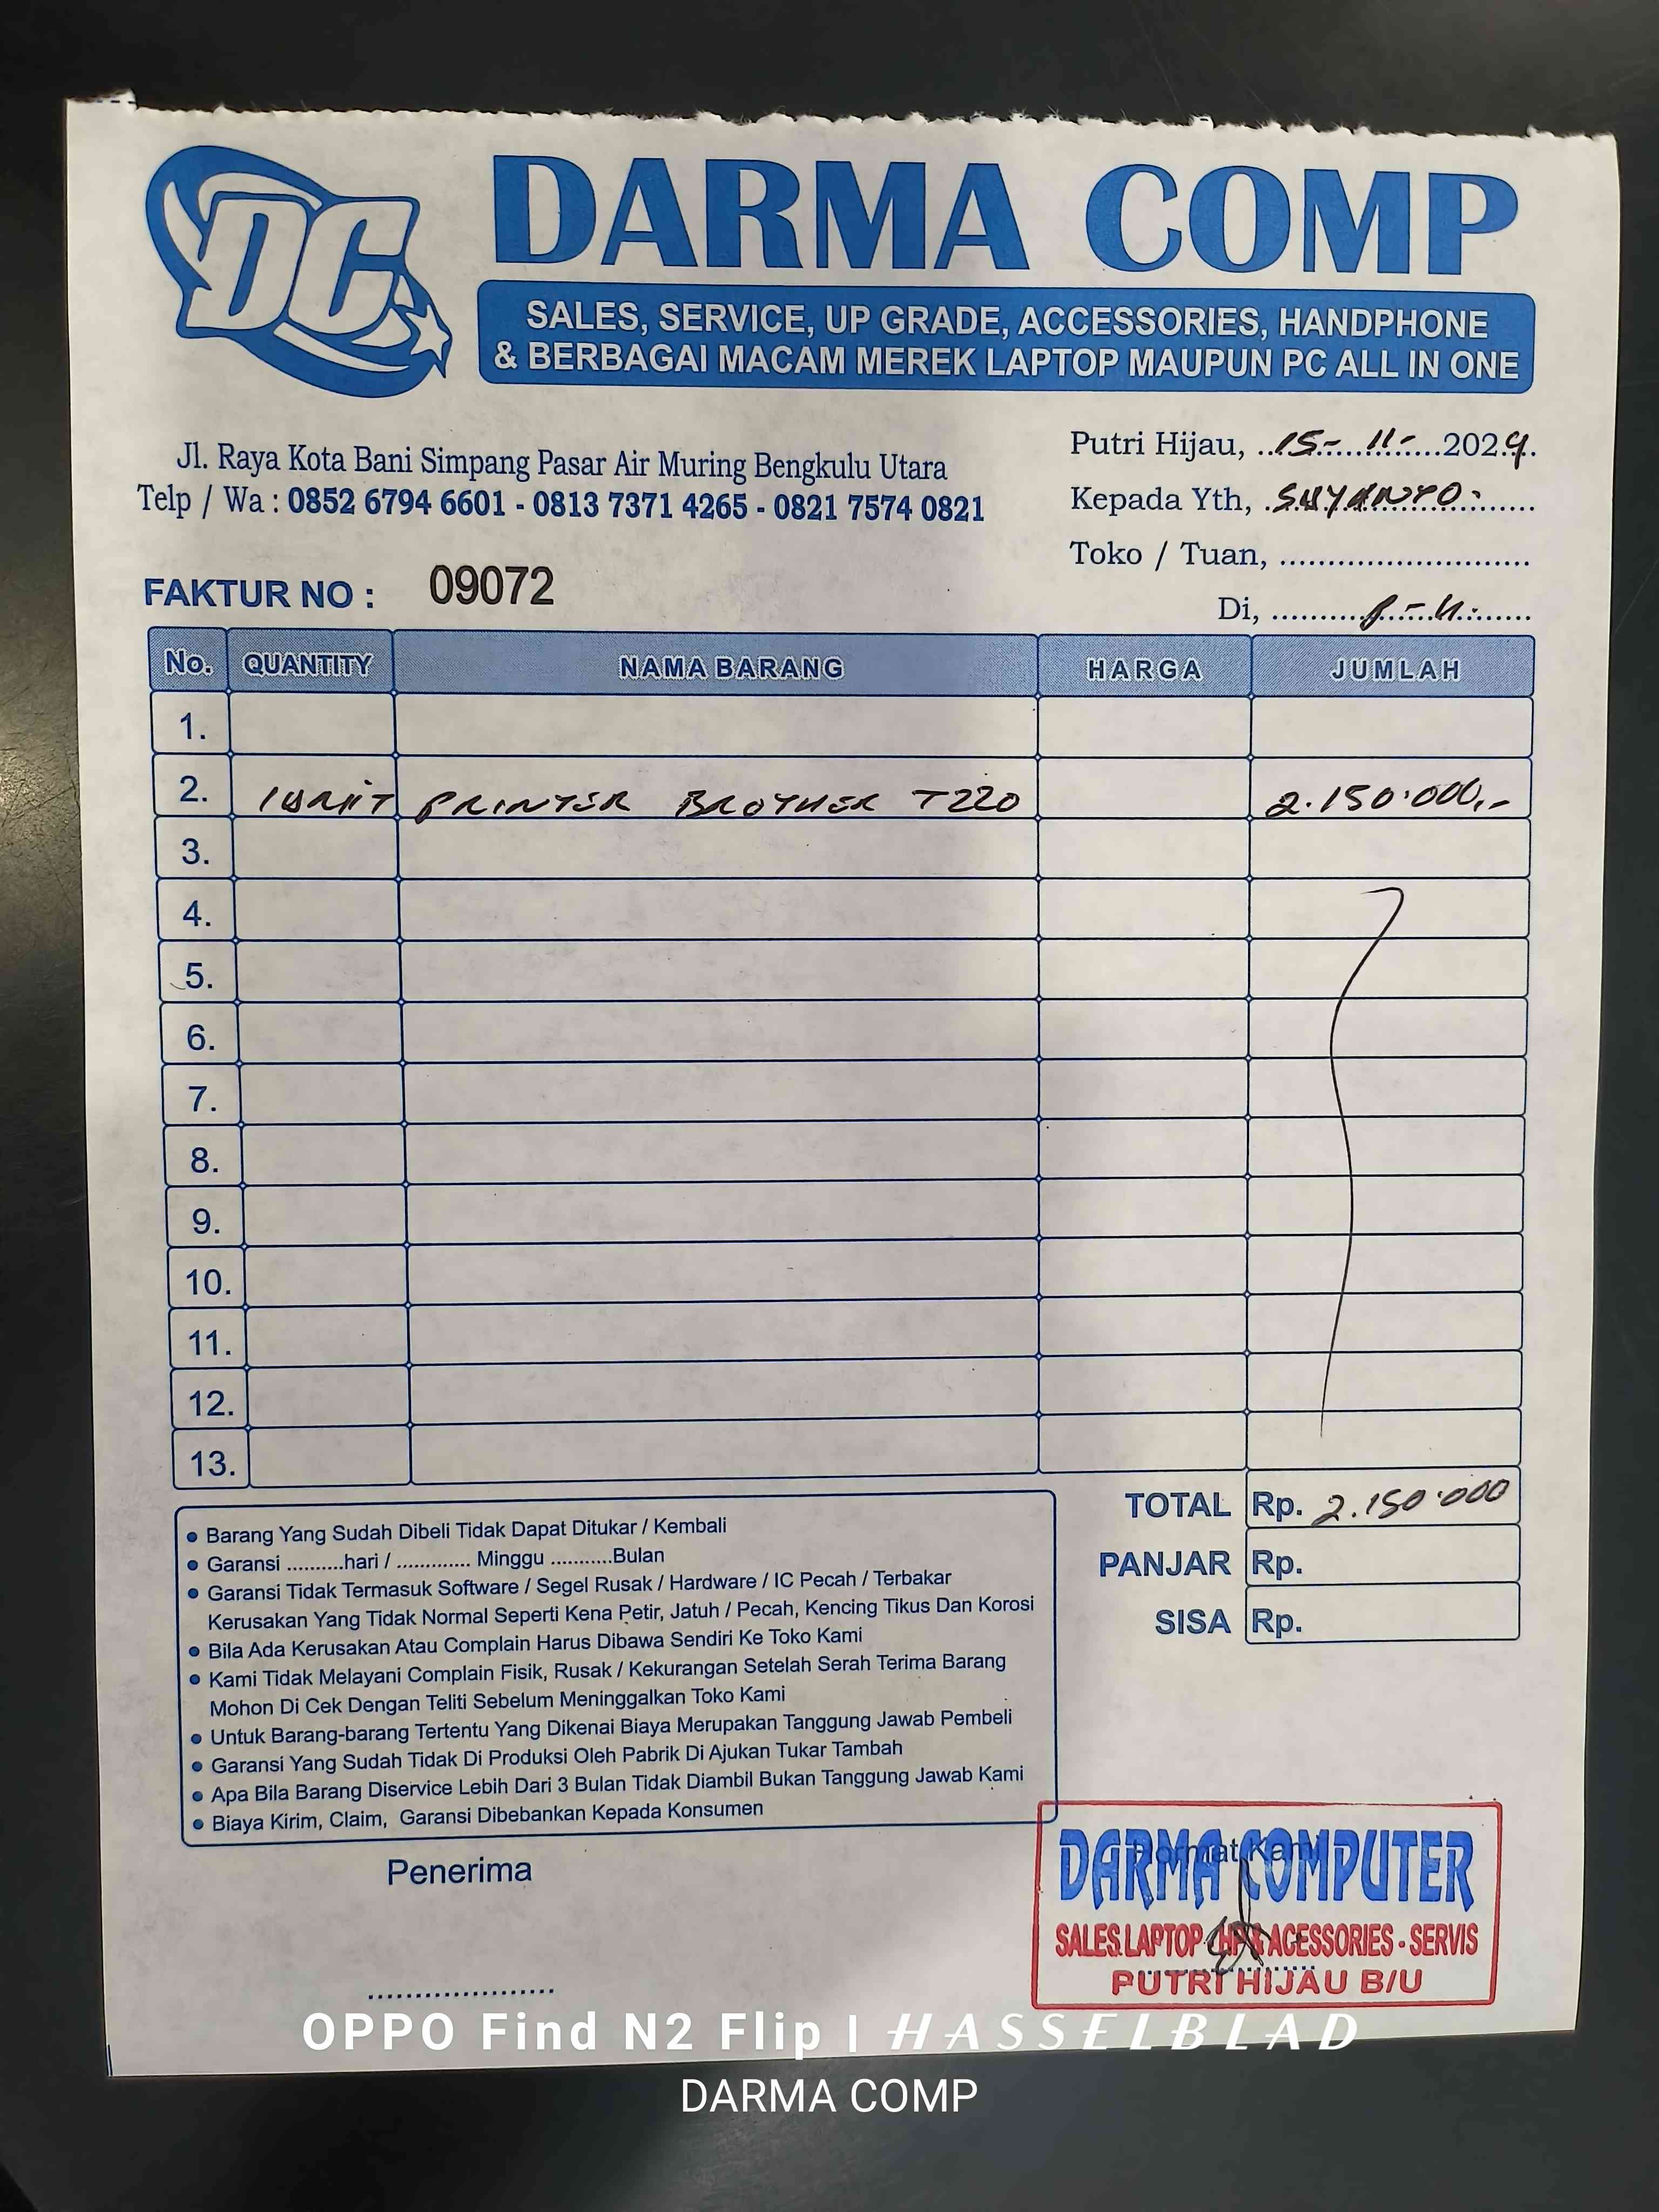 DC
DARMA COMP
SALES, SERVICE, UP GRADE, ACCESSORIES, HANDPHONE
& BERBAGAI MACAM MEREK LAPTOP MAUPUN PC ALL IN ONE
Jl. Raya Kota Bani Simpang Pasar Air Muring Bengkulu Utara
Telp / Wa : 0852 6794 6601 - 0813 7371 4265 - 0821 7574 0821
Putri Hijau, 15- 11- 2024
Kepada Yth, SUYANTO.
Toko / Tuan, ..........................
Di, P-H.
FAKTUR NO : 09072
No. QUANTITY NAMA BARANG HARGA JUMLAH
1.
2. 1 UNIT PRINTER BROTHER T220 2.150.000,-
3.
4.
5.
6.
7.
8.
9.
10.
11.
12.
13.
TOTAL Rp. 2.150.000
PANJAR Rp.
SISA Rp.
• Barang Yang Sudah Dibeli Tidak Dapat Ditukar / Kembali
• Garansi ..........hari / ............. Minggu ...........Bulan
• Garansi Tidak Termasuk Software / Segel Rusak / Hardware / IC Pecah / Terbakar
Kerusakan Yang Tidak Normal Seperti Kena Petir, Jatuh / Pecah, Kencing Tikus Dan Korosi
• Bila Ada Kerusakan Atau Complain Harus Dibawa Sendiri Ke Toko Kami
• Kami Tidak Melayani Complain Fisik, Rusak / Kekurangan Setelah Serah Terima Barang
Mohon Di Cek Dengan Teliti Sebelum Meninggalkan Toko Kami
• Untuk Barang-barang Tertentu Yang Dikenai Biaya Merupakan Tanggung Jawab Pembeli
• Garansi Yang Sudah Tidak Di Produksi Oleh Pabrik Di Ajukan Tukar Tambah
• Apa Bila Barang Diservice Lebih Dari 3 Bulan Tidak Diambil Bukan Tanggung Jawab Kami
• Biaya Kirim, Claim, Garansi Dibebankan Kepada Konsumen
Penerima
Hormat Kami
DARMA COMPUTER
SALES LAPTOP - HP & ACESSORIES - SERVIS
PUTRI HIJAU B/U
OPPO Find N2 Flip | HASSELBLAD
DARMA COMP